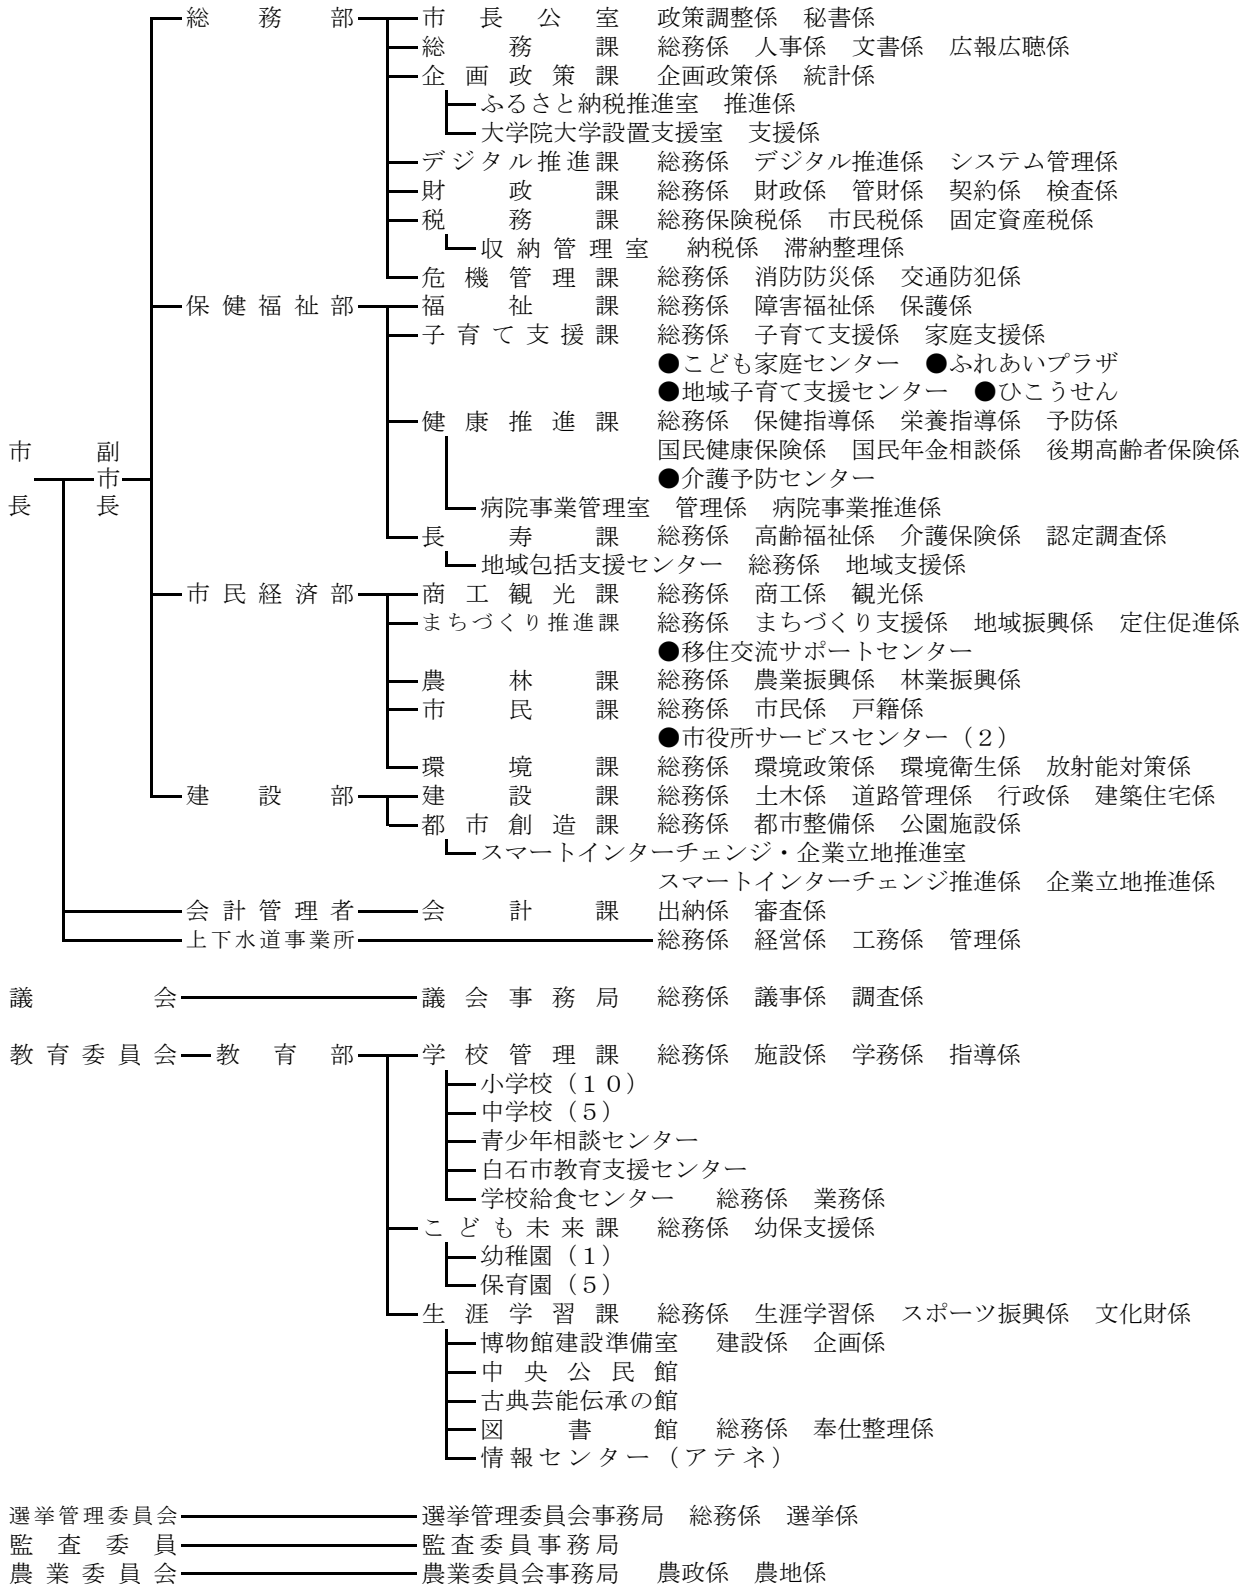 総務部 市長公室 政策調整係 秘書係
総務課 総務係 人事係 文書係 広報広聴係
企画政策課 企画政策係 統計係
ふるさと納税推進室 推進係
大学院大学設置支援室 支援係
デジタル推進課 総務係 デジタル推進係 システム管理係
財政課 総務係 財政係 管財係 契約係 検査係
税務課 総務保険税係 市民税係 固定資産税係
収納管理室 納税係 滞納整理係
危機管理課 総務係 消防防災係 交通防犯係
保健福祉部 福祉課 総務係 障害福祉係 保護係
子育て支援課 総務係 子育て支援係 家庭支援係
●こども家庭センター ●ふれあいプラザ
●地域子育て支援センター ●ひこうせん
健康推進課 総務係 保健指導係 栄養指導係 予防係
国民健康保険係 国民年金相談係 後期高齢者保険係
市長 副市長 ●介護予防センター
病院事業管理室 管理係 病院事業推進係
長寿課 総務係 高齢福祉係 介護保険係 認定調査係
地域包括支援センター 総務係 地域支援係
市民経済部 商工観光課 総務係 商工係 観光係
まちづくり推進課 総務係 まちづくり支援係 地域振興係 定住促進係
●移住交流サポートセンター
農林課 総務係 農業振興係 林業振興係
市民課 総務係 市民係 戸籍係
●市役所サービスセンター（２）
環境課 総務係 環境政策係 環境衛生係 放射能対策係
建設部 建設課 総務係 土木係 道路管理係 行政係 建築住宅係
都市創造課 総務係 都市整備係 公園施設係
スマートインターチェンジ・企業立地推進室
スマートインターチェンジ推進係 企業立地推進係
会計管理者 会計課 出納係 審査係
上下水道事業所 総務係 経営係 工務係 管理係
議会 議会事務局 総務係 議事係 調査係
教育委員会 教育部 学校管理課 総務係 施設係 学務係 指導係
小学校（１０）
中学校（５）
青少年相談センター
白石市教育支援センター
学校給食センター 総務係 業務係
こども未来課 総務係 幼保支援係
幼稚園（１）
保育園（５）
生涯学習課 総務係 生涯学習係 スポーツ振興係 文化財係
博物館建設準備室 建設係 企画係
中央公民館
古典芸能伝承の館
図書館 総務係 奉仕整理係
情報センター（アテネ）
選挙管理委員会 選挙管理委員会事務局 総務係 選挙係
監査委員 監査委員事務局
農業委員会 農業委員会事務局 農政係 農地係